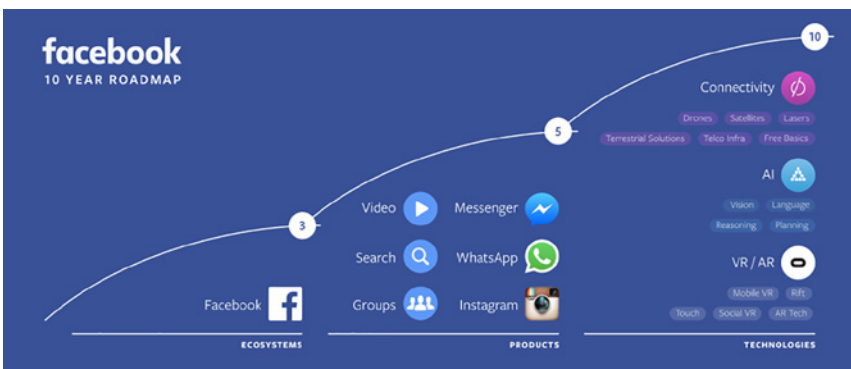 facebook
10 YEAR ROADMAP
3
5
10
Facebook
ECOSYSTEMS
Video
Messenger
Search
WhatsApp
Groups
Instagram
PRODUCTS
Connectivity
Drones Satellites Lasers
Terrestrial Solutions Telco Infra Free Basics
AI
Vision Language
Reasoning Planning
VR / AR
Mobile VR Rift
Touch Social VR AR Tech
TECHNOLOGIES